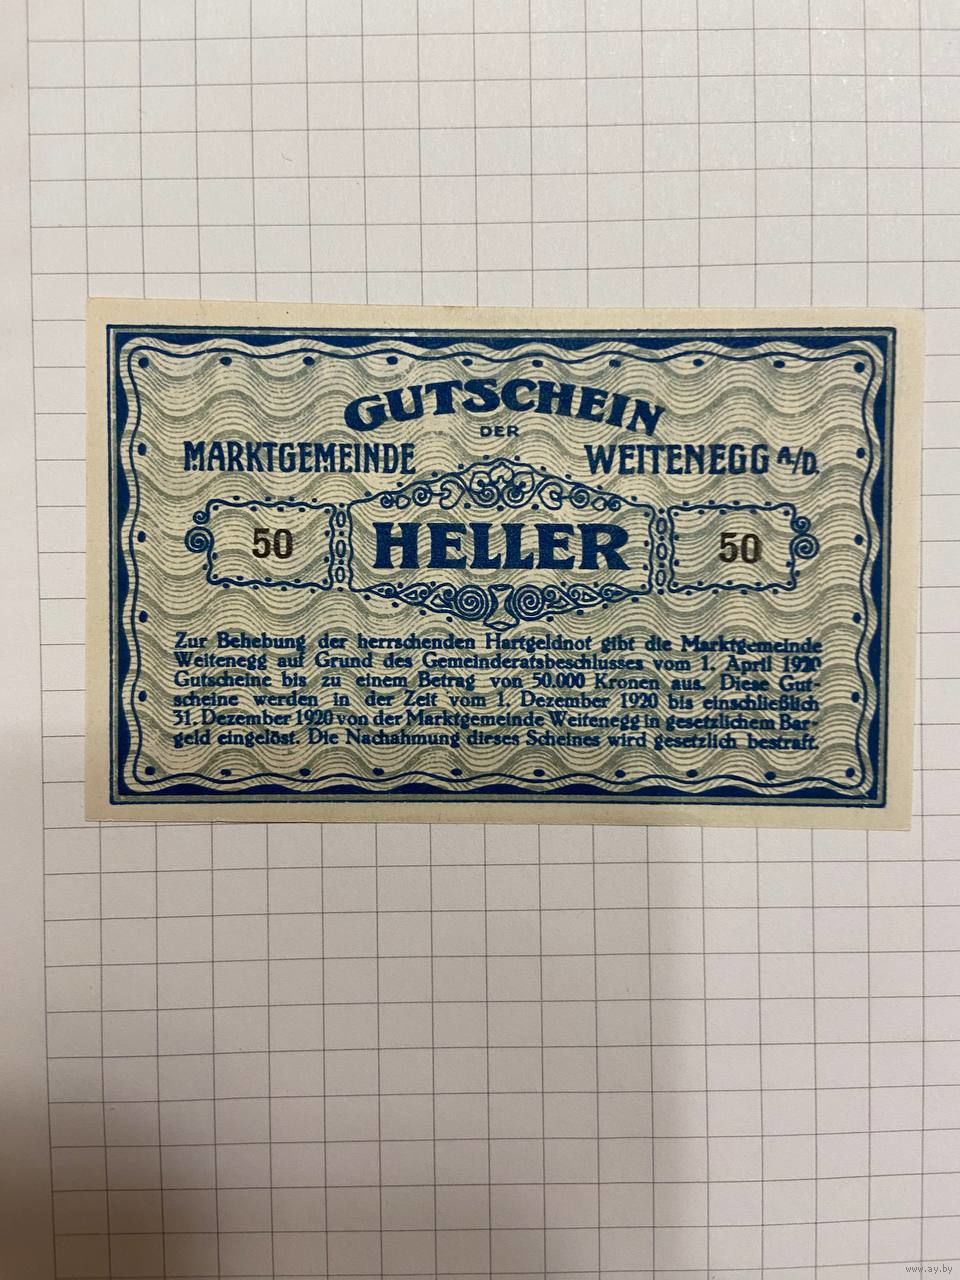 GUTSCHEIN
DER
MARKTGEMEINDE WEITENEGG A/D.
50 HELLER 50
Zur Behebung der herrschenden Hartgeldnot gibt die Marktgemeinde
Weitenegg auf Grund des Gemeinderatsbeschlusses vom 1. April 1920
Gutscheine bis zu einem Betrag von 50.000 Kronen aus. Diese Gut-
scheine werden in der Zeit vom 1. Dezember 1920 bis einschließlich
31. Dezember 1920 von der Marktgemeinde Weitenegg in gesetzlichem Bar-
geld eingelöst. Die Nachahmung dieses Scheines wird gesetzlich bestraft.
www.ay.by